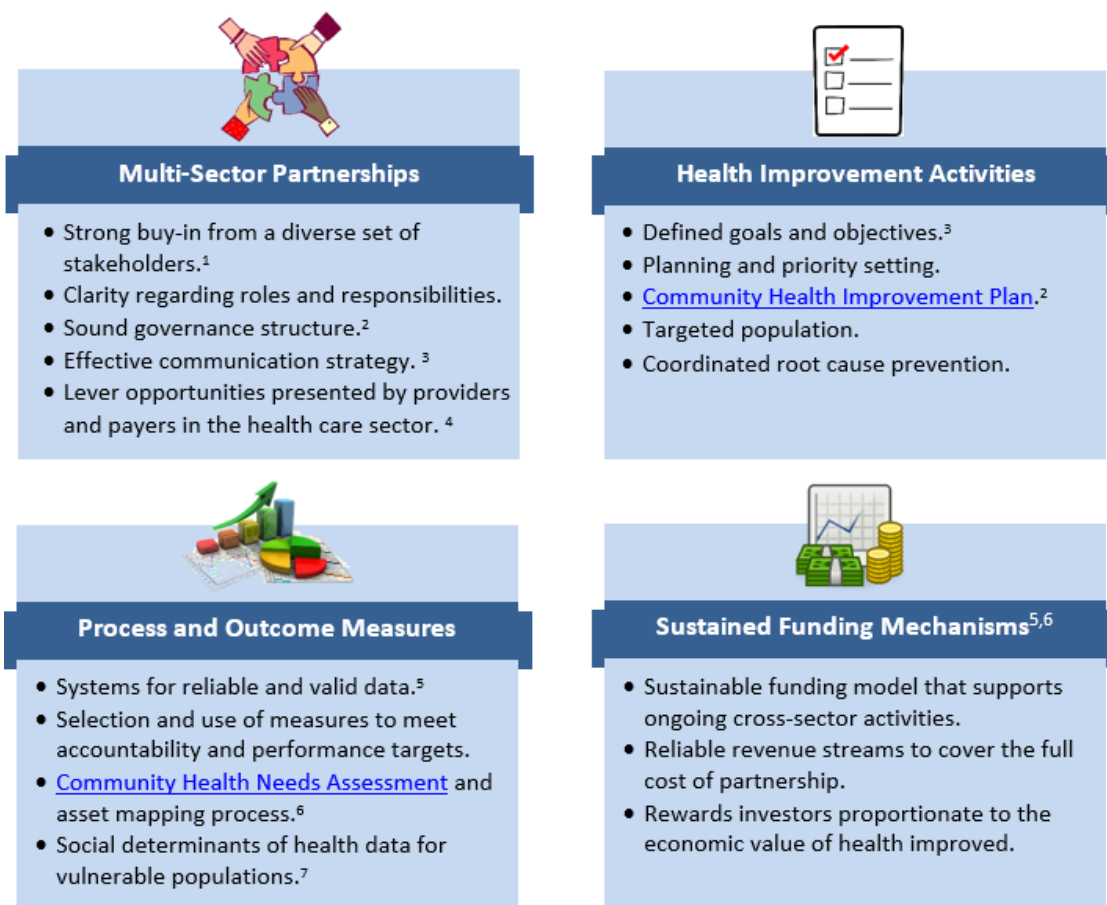 Multi-Sector Partnerships
• Strong buy-in from a diverse set of
stakeholders.¹
• Clarity regarding roles and responsibilities.
• Sound governance structure.²
• Effective communication strategy. ³
• Lever opportunities presented by providers
and payers in the health care sector. ⁴
Health Improvement Activities
• Defined goals and objectives.³
• Planning and priority setting.
• Community Health Improvement Plan.²
• Targeted population.
• Coordinated root cause prevention.
Process and Outcome Measures
• Systems for reliable and valid data.⁵
• Selection and use of measures to meet
accountability and performance targets.
• Community Health Needs Assessment and
asset mapping process.⁶
• Social determinants of health data for
vulnerable populations.⁷
Sustained Funding Mechanisms⁵,⁶
• Sustainable funding model that supports
ongoing cross-sector activities.
• Reliable revenue streams to cover the full
cost of partnership.
• Rewards investors proportionate to the
economic value of health improved.